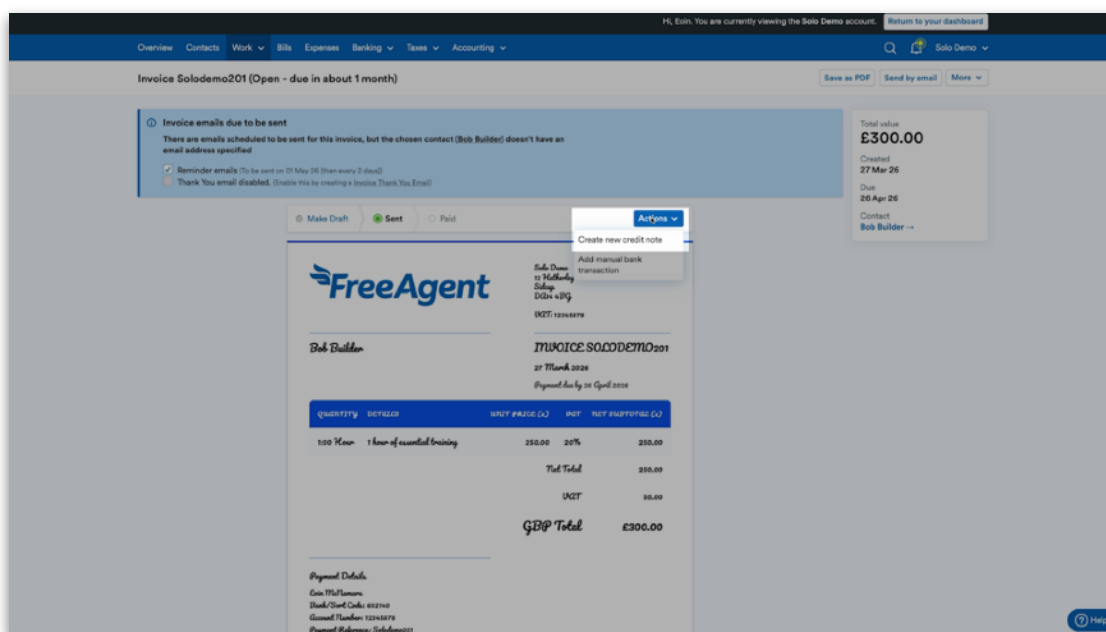 Hi, Eoin. You are currently viewing the Solo Demo account. Return to your dashboard
Overview Contacts Work Bills Expenses Banking Taxes Accounting Solo Demo
Invoice Solodemo201 (Open - due in about 1 month) Save as PDF Send by email More
Invoice emails due to be sent
There are emails scheduled to be sent for this invoice, but the chosen contact (Bob Builder) doesn't have an
email address specified
Reminder emails (To be sent on 01 May 26 [then every 2 days])
Thank You email disabled. (Enable this by creating a Invoice Thank You Email)
Total value
£300.00
Created
27 Mar 26
Due
26 Apr 26
Contact
Bob Builder →
Make Draft Sent Paid Actions
Create new credit note
Add manual bank
transaction
FreeAgent
Solo Demo
12 Hatherley
Sidcup
DA14 4BG
VAT: 12345678
Bob Builder
INVOICE SOLODEMO201
27 March 2026
Payment due by 26 April 2026
QUANTITY DETAILS UNIT PRICE (£) VAT NET SUBTOTAL (£)
1:00 Hour 1 hour of essential training 250.00 20% 250.00
Net Total 250.00
VAT 50.00
GBP Total £300.00
Payment Details
Eoin McNamara
Bank/Sort Code: 602140
Account Number: 12345678
Payment Reference: Solodemo201
Help